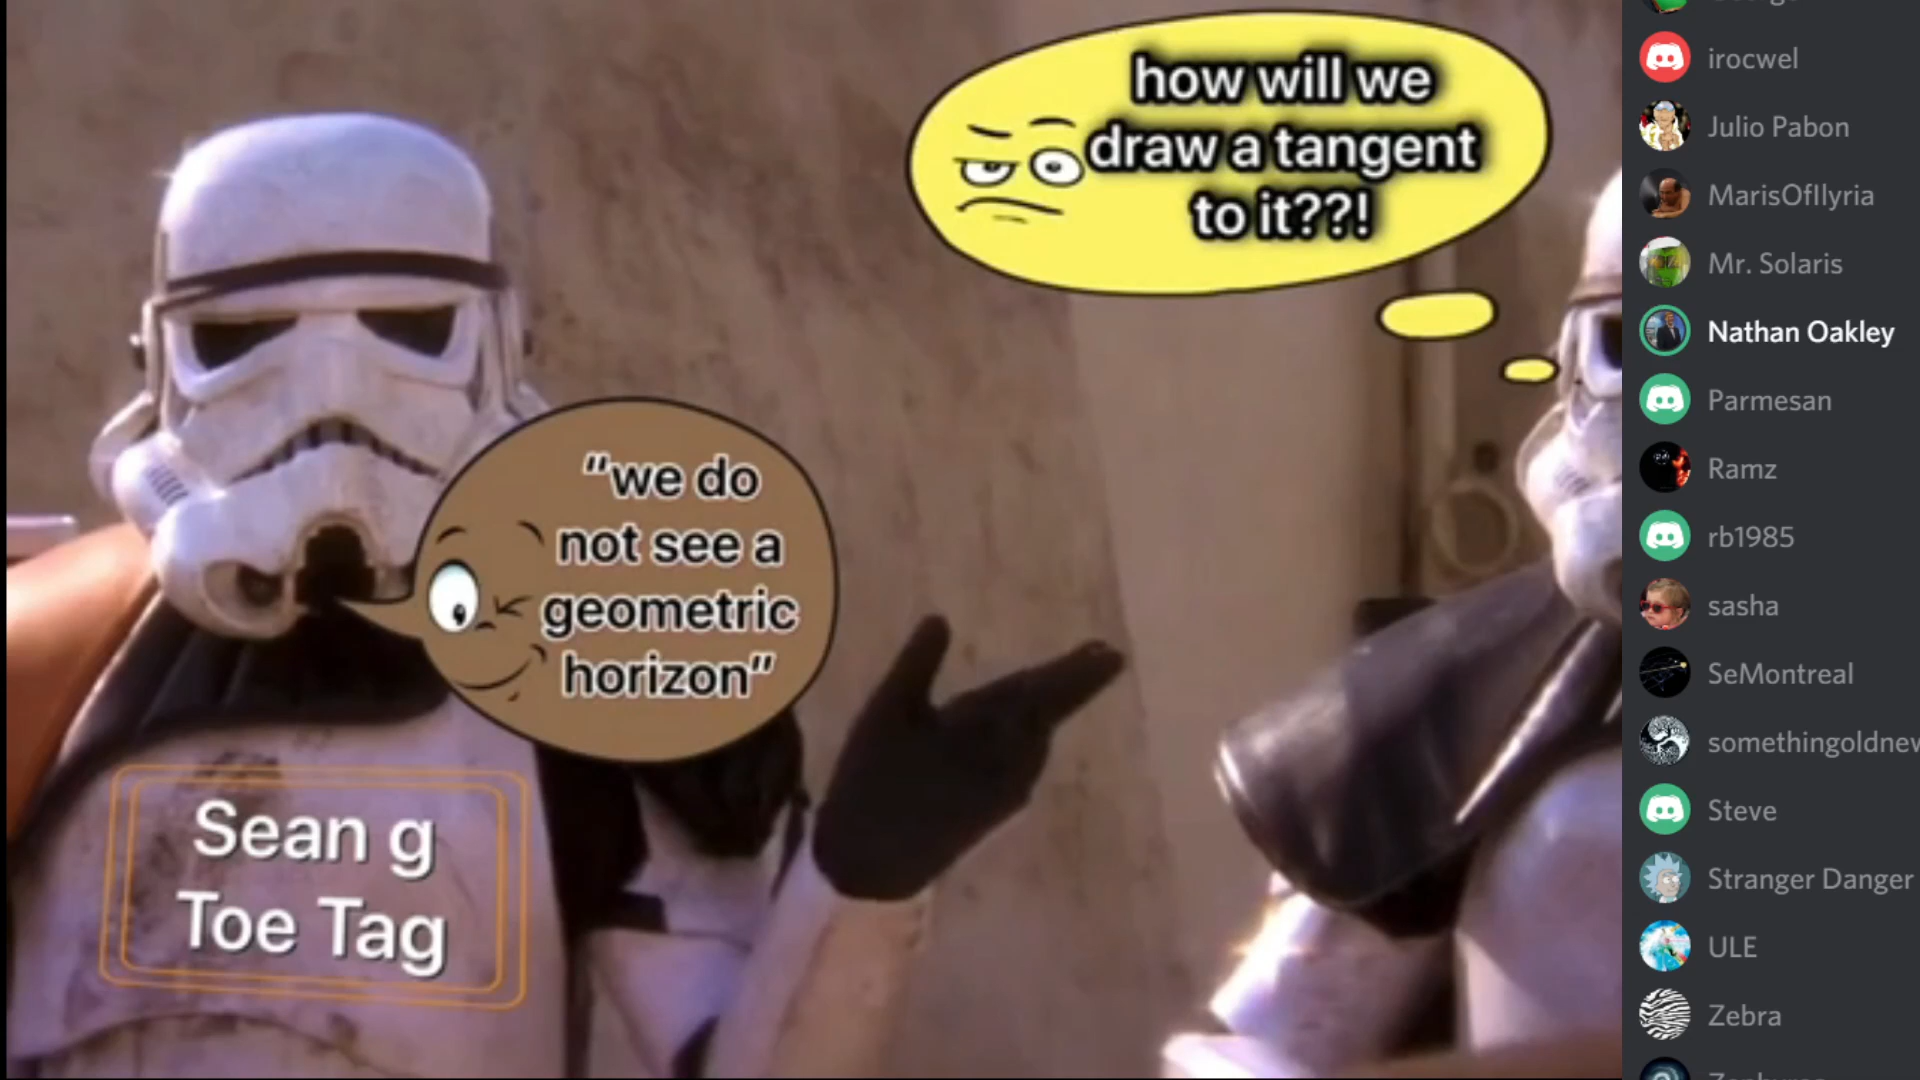 how will we
draw a tangent
to it??!
"we do
not see a
geometric
horizon"
Sean g
Toe Tag
irocwel
Julio Pabon
MarisOfIlyria
Mr. Solaris
Nathan Oakley
Parmesan
Ramz
rb1985
sasha
SeMontreal
somethingoldnew
Steve
Stranger Danger
ULE
Zebra